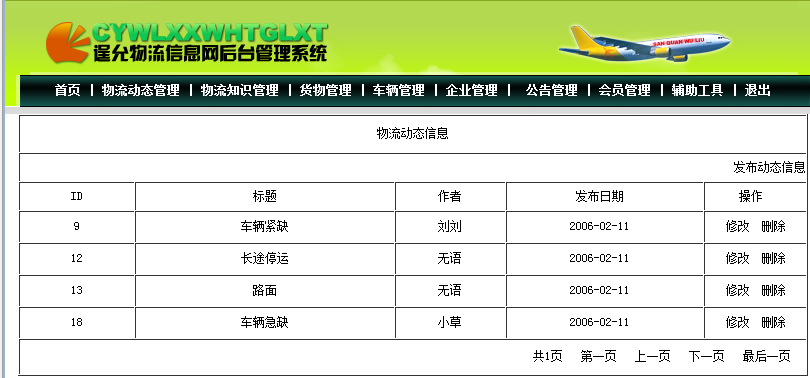 CYWLXXWHTGLXT
逞允物流信息网后台管理系统
SAN QUAN WU LIU
首页 | 物流动态管理 | 物流知识管理 | 货物管理 | 车辆管理 | 企业管理 | 公告管理 | 会员管理 | 辅助工具 | 退出
物流动态信息
发布动态信息
ID 标题 作者 发布日期 操作
9 车辆紧缺 刘刘 2006-02-11 修改 删除
12 长途停运 无语 2006-02-11 修改 删除
13 路面 无语 2006-02-11 修改 删除
18 车辆急缺 小草 2006-02-11 修改 删除
共1页 第一页 上一页 下一页 最后一页